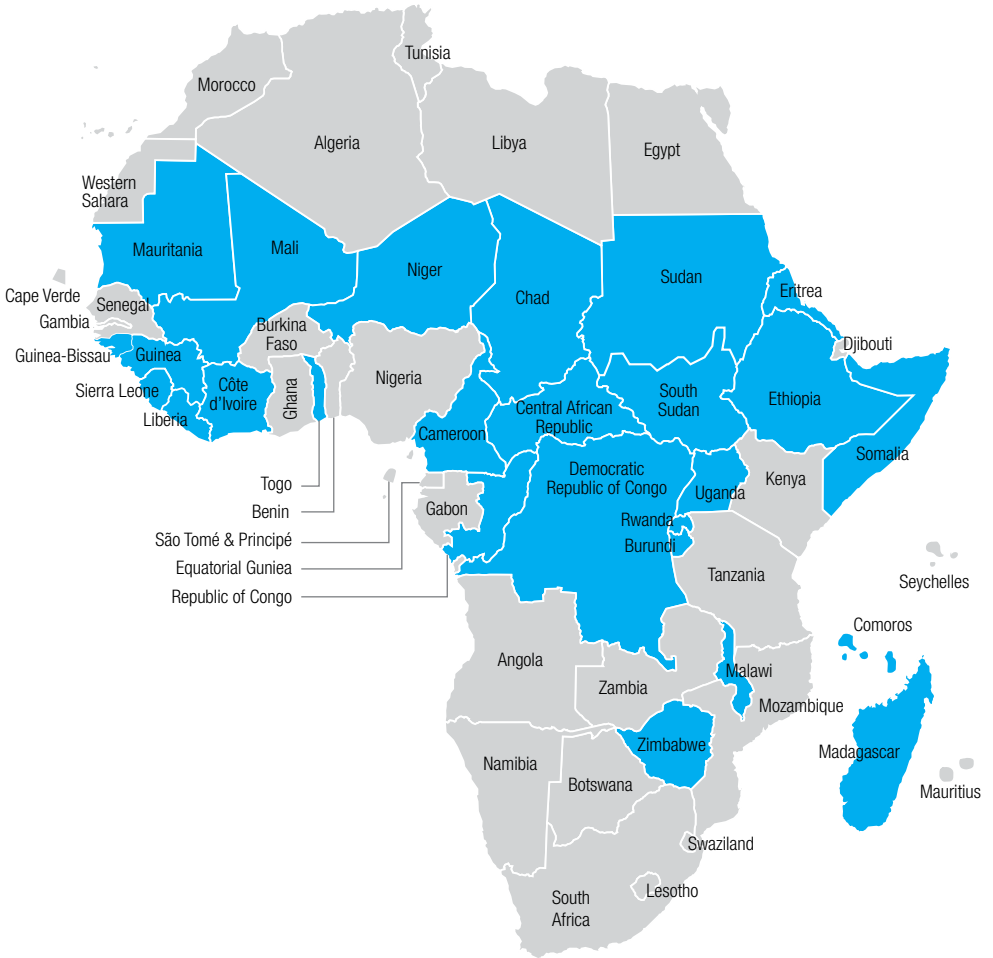 Tunisia
Morocco
Algeria
Libya
Egypt
Western
Sahara
Mauritania
Mali
Niger
Chad
Sudan
Eritrea
Cape Verde
Senegal
Gambia
Burkina
Faso
Djibouti
Guinea-Bissau
Guinea
Nigeria
Sierra Leone
Côte
d'Ivoire
Ghana
South
Sudan
Ethiopia
Liberia
Cameroon
Central African
Republic
Somalia
Togo
Democratic
Republic of Congo
Uganda
Kenya
Benin
Gabon
Rwanda
São Tomé & Principé
Burundi
Equatorial Guniea
Tanzania
Seychelles
Republic of Congo
Comoros
Angola
Zambia
Malawi
Mozambique
Namibia
Zimbabwe
Madagascar
Botswana
Mauritius
Swaziland
Lesotho
South
Africa